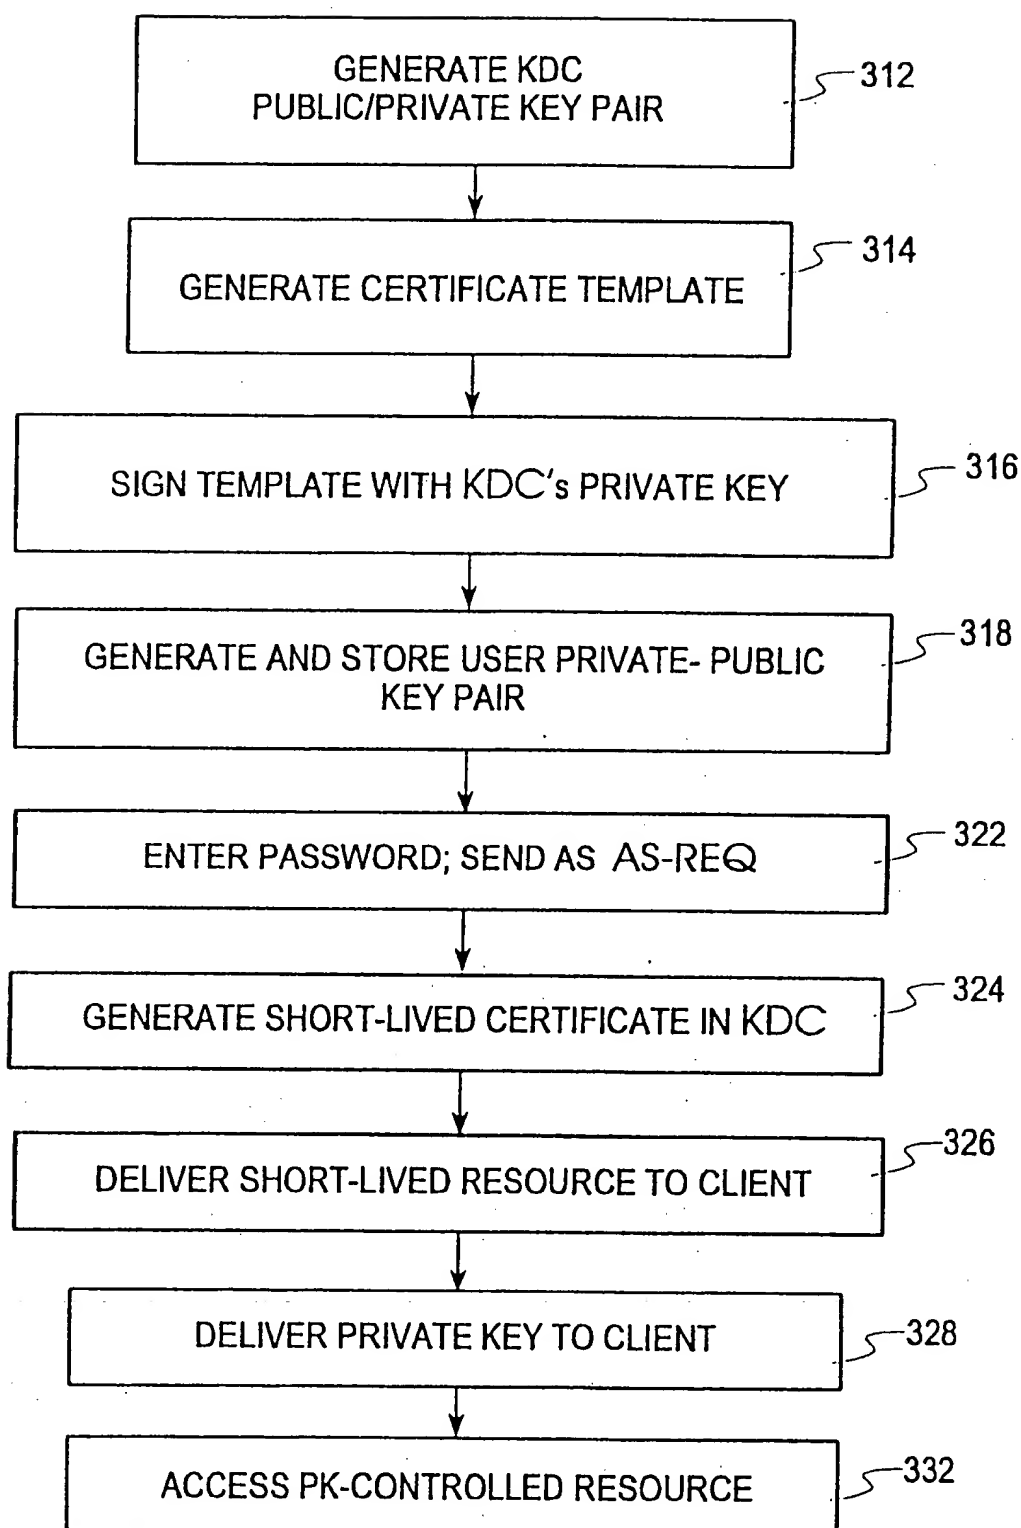 GENERATE KDC
PUBLIC/PRIVATE KEY PAIR
312
GENERATE CERTIFICATE TEMPLATE
314
SIGN TEMPLATE WITH KDC's PRIVATE KEY
316
GENERATE AND STORE USER PRIVATE- PUBLIC
KEY PAIR
318
ENTER PASSWORD; SEND AS AS-REQ
322
GENERATE SHORT-LIVED CERTIFICATE IN KDC
324
DELIVER SHORT-LIVED RESOURCE TO CLIENT
326
DELIVER PRIVATE KEY TO CLIENT
328
ACCESS PK-CONTROLLED RESOURCE
332